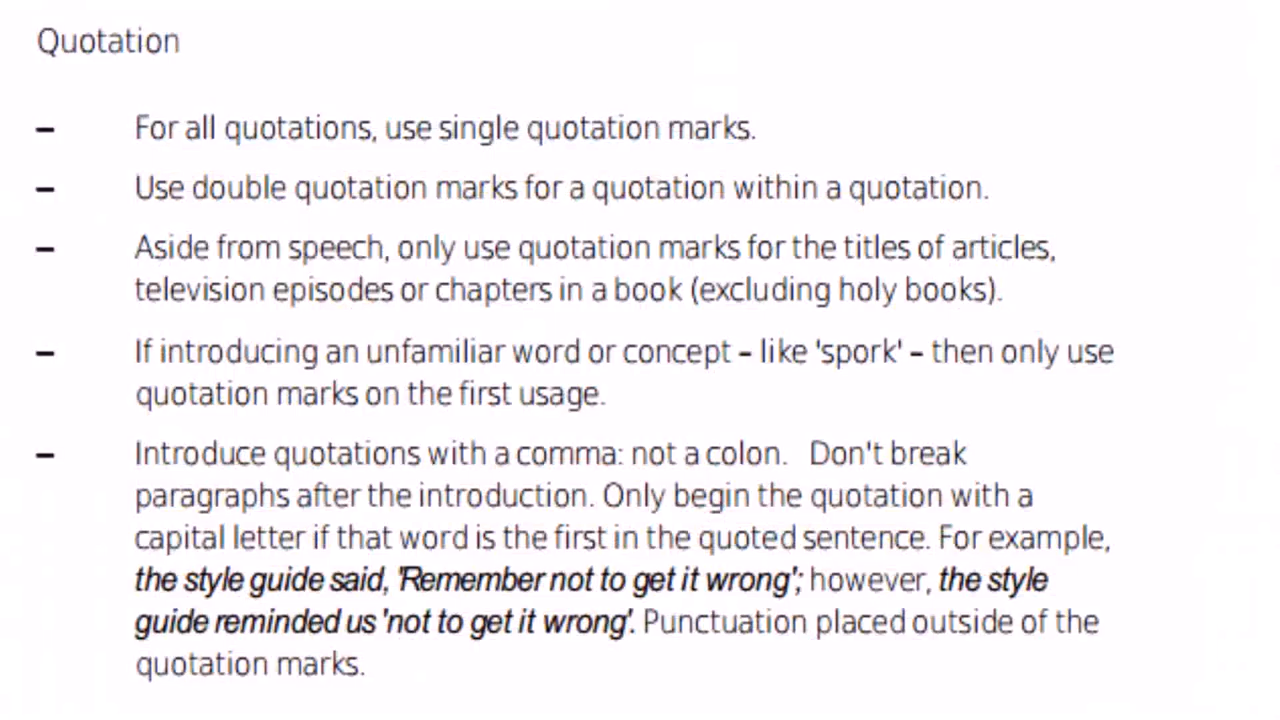 Quotation
– For all quotations, use single quotation marks.
– Use double quotation marks for a quotation within a quotation.
– Aside from speech, only use quotation marks for the titles of articles,
television episodes or chapters in a book (excluding holy books).
– If introducing an unfamiliar word or concept – like 'spork' – then only use
quotation marks on the first usage.
– Introduce quotations with a comma: not a colon. Don't break
paragraphs after the introduction. Only begin the quotation with a
capital letter if that word is the first in the quoted sentence. For example,
the style guide said, 'Remember not to get it wrong'; however, the style
guide reminded us 'not to get it wrong'. Punctuation placed outside of the
quotation marks.